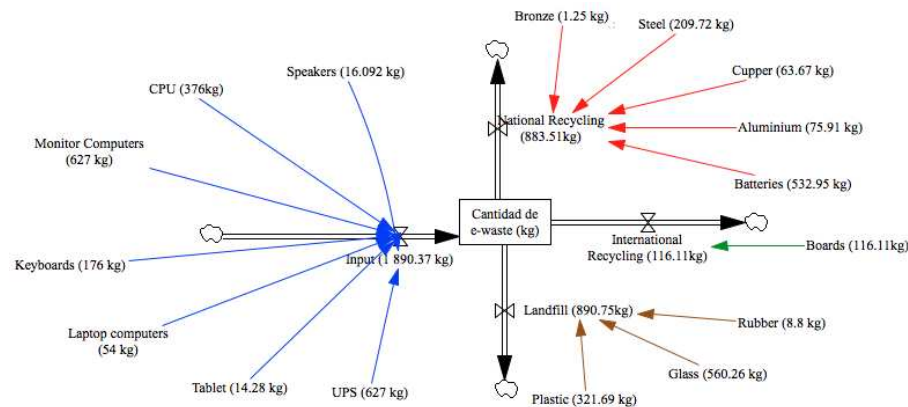 Bronze (1.25 kg)
Steel (209.72 kg)
Speakers (16.092 kg)
CPU (376kg)
Cupper (63.67 kg)
National Recycling
(883.51kg)
Aluminium (75.91 kg)
Monitor Computers
(627 kg)
Batteries (532.95 kg)
Cantidad de
e-waste (kg)
International
Recycling (116.11kg)
Boards (116.11kg)
Keyboards (176 kg)
Input (1 890.37 kg)
Landfill (890.75kg)
Rubber (8.8 kg)
Laptop computers
(54 kg)
Glass (560.26 kg)
Tablet (14.28 kg)
UPS (627 kg)
Plastic (321.69 kg)